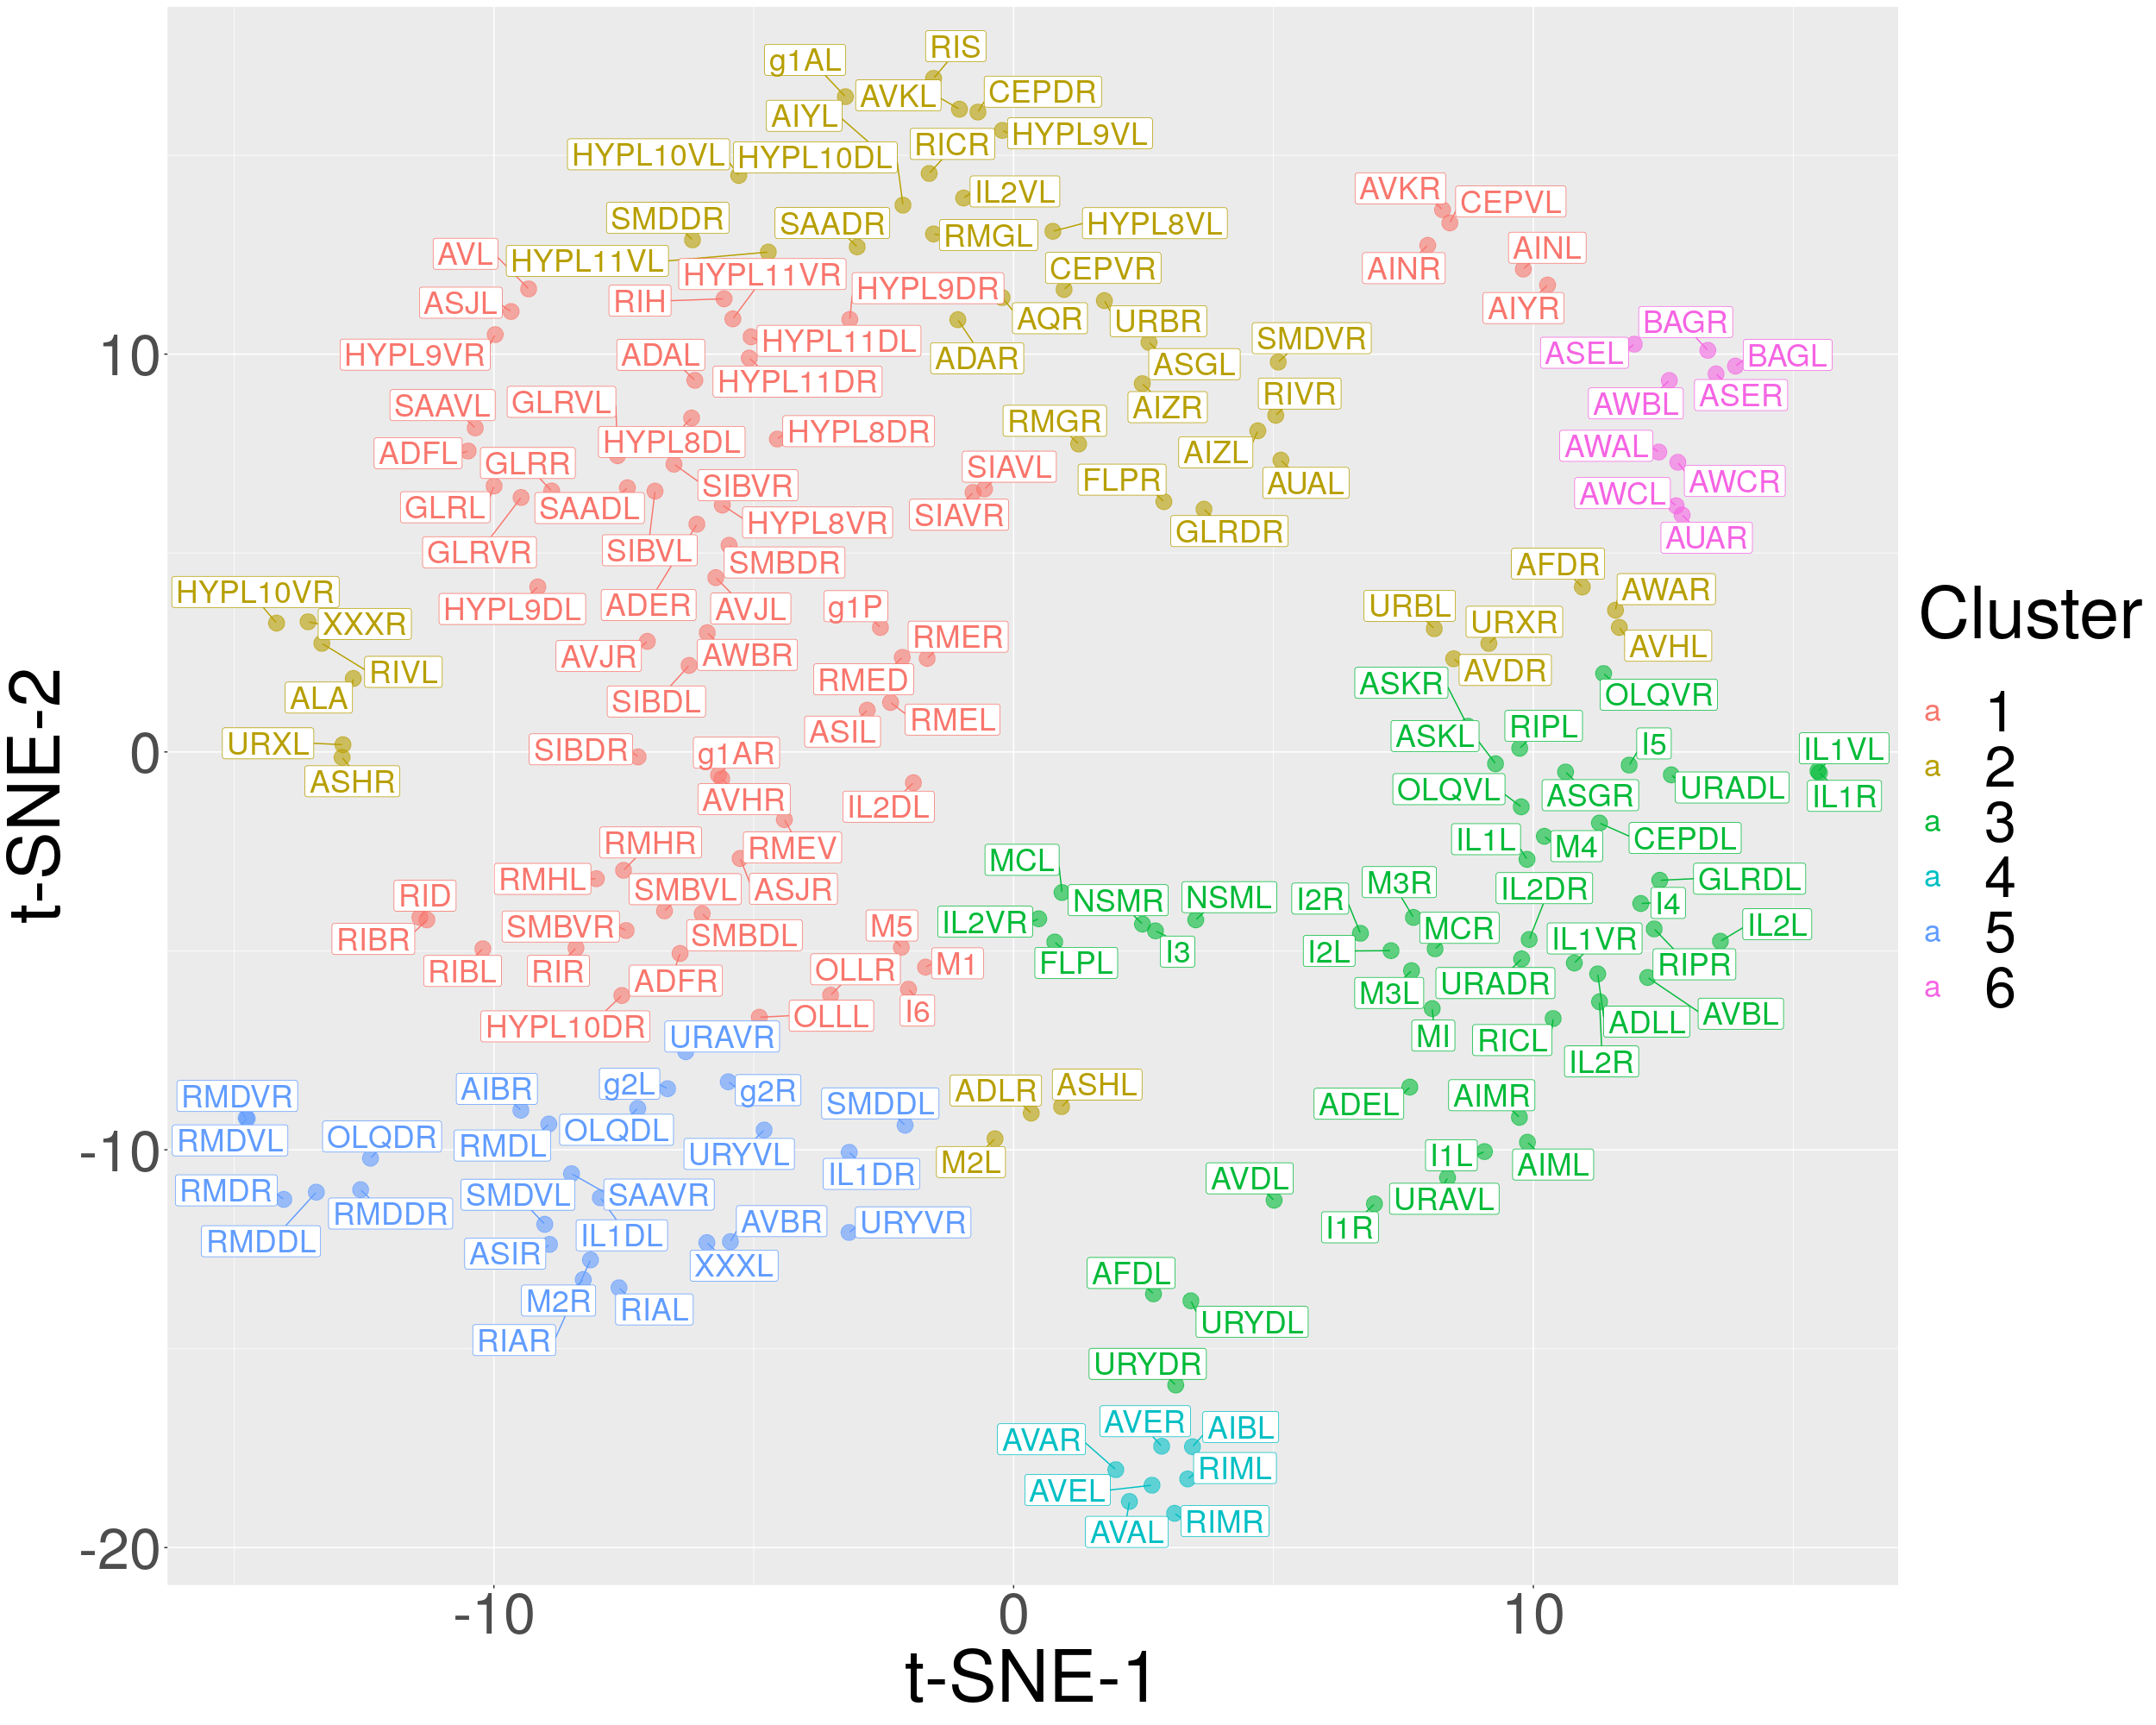 RIS
g1AL
AVKL
CEPDR
AIYL
HYPL9VL
RICR
HYPL10VL
HYPL10DL
IL2VL
AVKR
CEPVL
SMDDR
SAADR
RMGL
HYPL8VL
AVL
HYPL11VL
HYPL11VR
CEPVR
AINR
AINL
ASJL
RIH
HYPL9DR
AQR
URBR
AIYR
HYPL9VR
ADAL
HYPL11DL
ADAR
ASGL
SMDVR
ASEL
BAGR
BAGL
HYPL11DR
SAAVL
GLRVL
AIZR
RIVR
AWBL
ASER
ADFL
HYPL8DL
HYPL8DR
RMGR
AIZL
AWAL
GLRR
SIBVR
SIAVL
FLPR
AUAL
AWCR
GLRL
SAADL
HYPL8VR
SIAVR
GLRDR
AWCL
AUAR
GLRVR
SIBVL
SMBDR
AFDR
HYPL10VR
XXXR
HYPL9DL
ADER
AVJL
g1P
URBL
URXR
AWAR
AVHL
RIVL
AVJR
AWBR
RMER
AVDR
ALA
SIBDL
RMED
RMEL
ASKR
OLQVR
URXL
ASHR
SIBDR
g1AR
ASIL
ASKL
RIPL
I5
IL1VL
AVHR
IL2DL
OLQVL
ASGR
URADL
IL1R
RMHR
RMEV
IL1L
M4
CEPDL
RMHL
SMBVL
ASJR
MCL
M3R
IL2DR
GLRDL
RID
RIBR
SMBVR
SMBDL
M5
IL2VR
NSMR
NSML
I2R
MCR
I4
IL2L
RIBL
RIR
ADFR
OLLR
M1
FLPL
I3
I2L
IL1VR
RIPR
HYPL10DR
OLLL
I6
M3L
URADR
AVBL
URAVR
MI
RICL
ADLL
IL2R
RMDVR
AIBR
g2L
g2R
SMDDL
ADLR
ASHL
ADEL
AIMR
RMDVL
OLQDR
RMDL
OLQDL
URYVL
IL1DR
M2L
I1L
AIML
RMDR
RMDDR
SMDVL
SAAVR
AVDL
URAVL
RMDDL
ASIR
IL1DL
AVBR
URYVR
I1R
XXXL
M2R
RIAL
AFDL
RIAR
URYDL
URYDR
AVER
AIBL
AVAR
RIML
AVEL
AVAL
RIMR
10
0
-10
-20
-10
0
10
t-SNE-1
t-SNE-2
Cluster
a 1
a 2
a 3
a 4
a 5
a 6